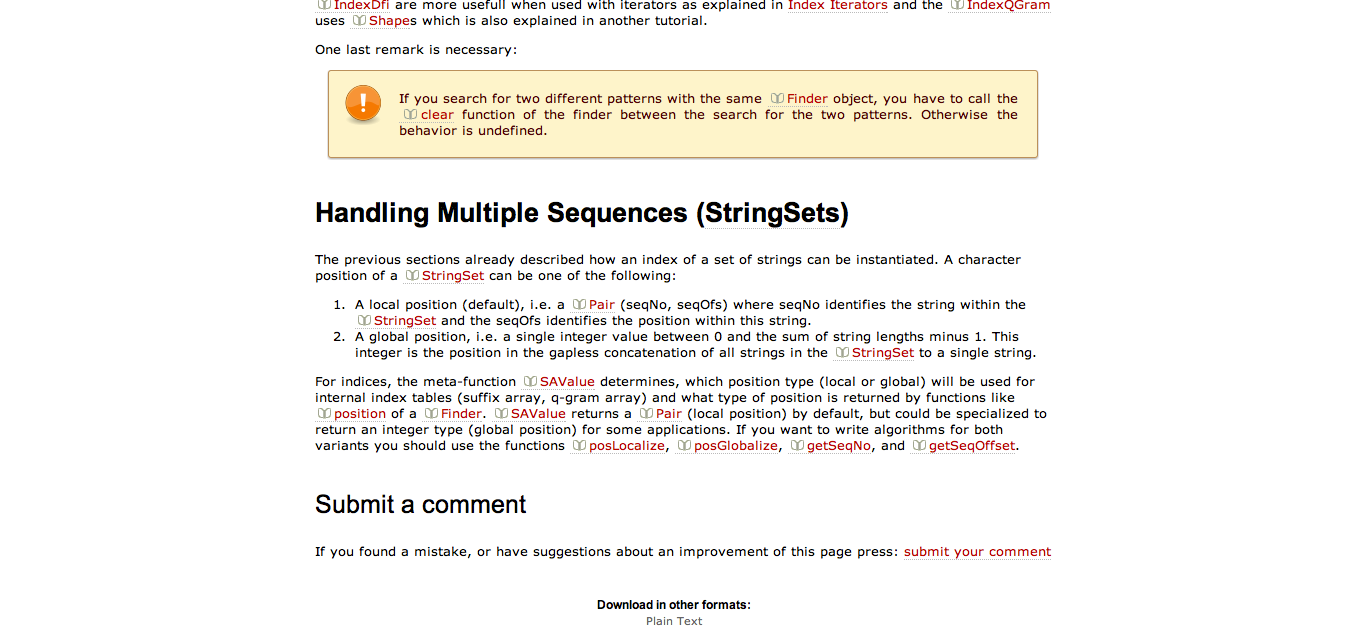 IndexDfi are more usefull when used with iterators as explained in Index Iterators and the IndexQGram
uses Shapes which is also explained in another tutorial.
One last remark is necessary:
If you search for two different patterns with the same Finder object, you have to call the
clear function of the finder between the search for the two patterns. Otherwise the
behavior is undefined.
Handling Multiple Sequences (StringSets)
The previous sections already described how an index of a set of strings can be instantiated. A character
position of a StringSet can be one of the following:
1. A local position (default), i.e. a Pair (seqNo, seqOfs) where seqNo identifies the string within the
StringSet and the seqOfs identifies the position within this string.
2. A global position, i.e. a single integer value between 0 and the sum of string lengths minus 1. This
integer is the position in the gapless concatenation of all strings in the StringSet to a single string.
For indices, the meta-function SAValue determines, which position type (local or global) will be used for
internal index tables (suffix array, q-gram array) and what type of position is returned by functions like
position of a Finder. SAValue returns a Pair (local position) by default, but could be specialized to
return an integer type (global position) for some applications. If you want to write algorithms for both
variants you should use the functions posLocalize, posGlobalize, getSeqNo, and getSeqOffset.
Submit a comment
If you found a mistake, or have suggestions about an improvement of this page press: submit your comment
Download in other formats:
Plain Text